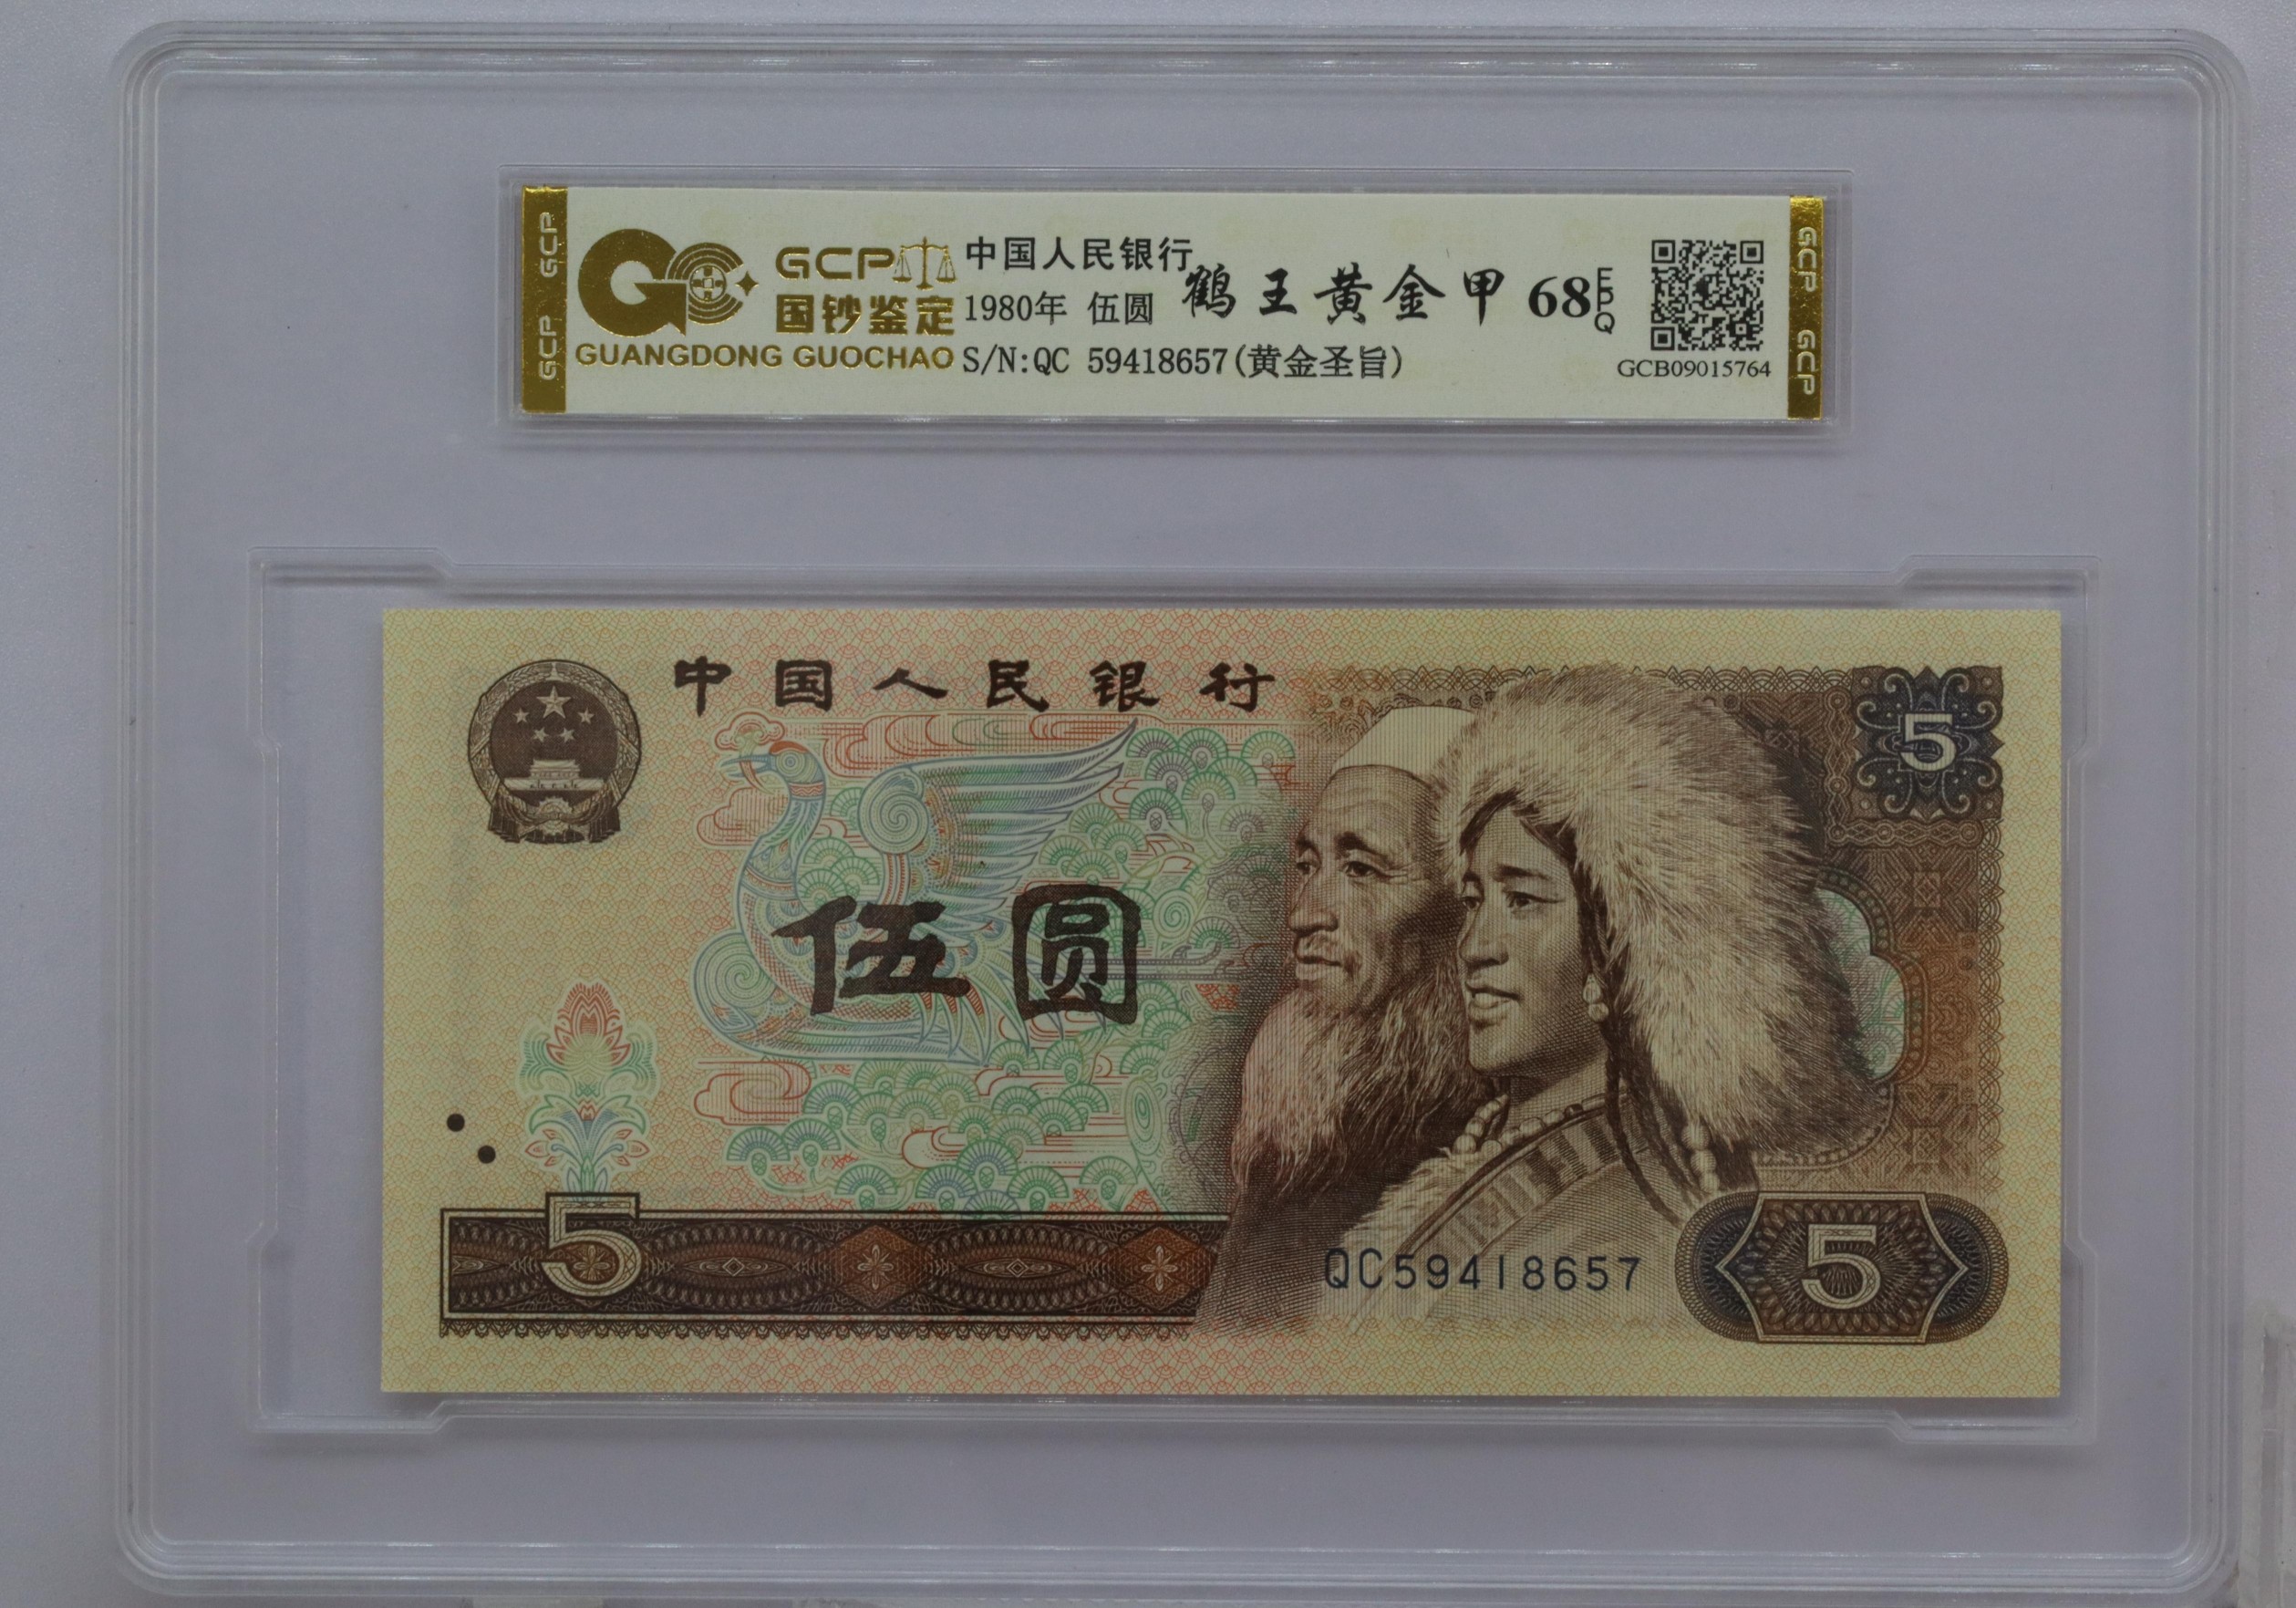 GCP GCP
GCP
国钞鉴定
GUANGDONG GUOCHAO
中国人民银行
1980年 伍圆
S/N:QC 59418657(黄金圣旨)
鹤王黄金甲 68 EPQ
GCB09015764
GCP GCP
中国人民银行
5
伍圆
5
QC59418657
5